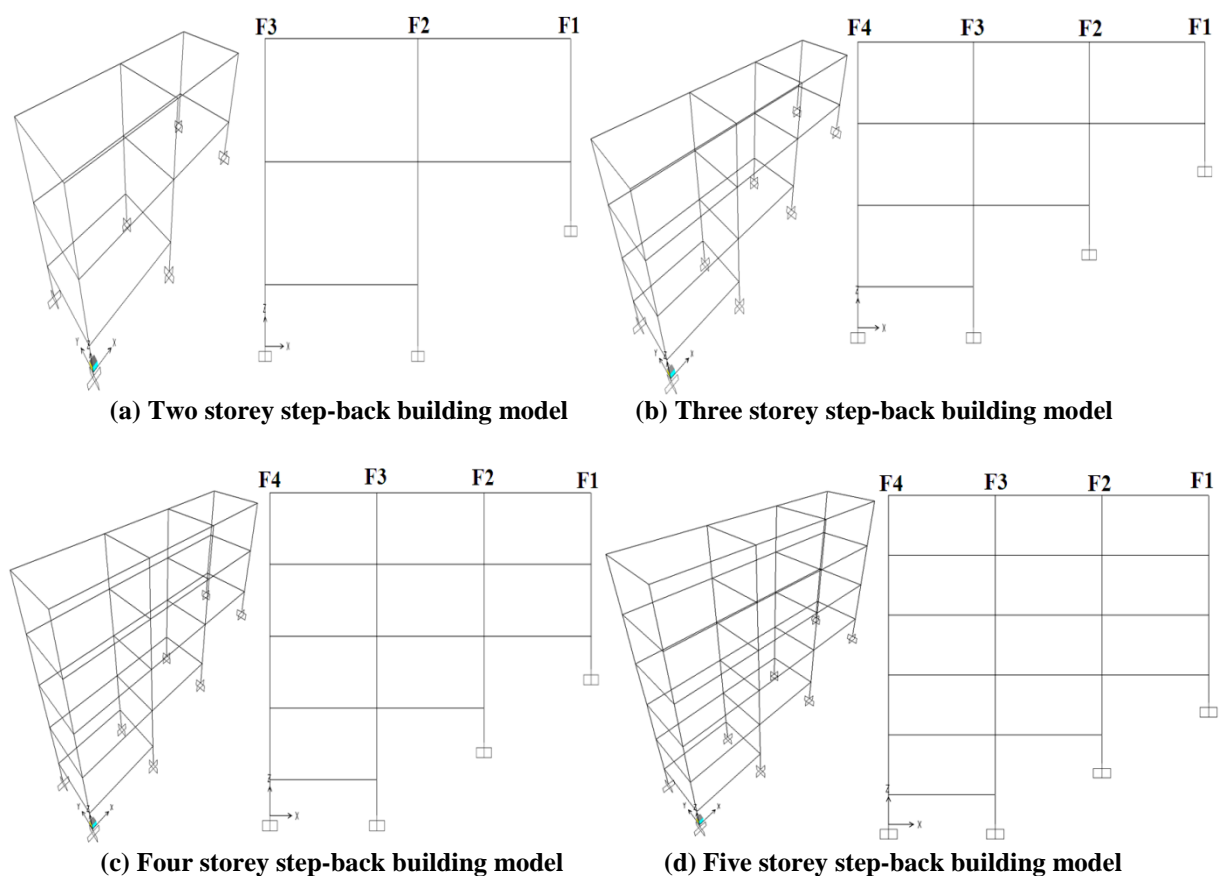 F3 F2 F1
Z
X
Y Z X
(a) Two storey step-back building model
F4 F3 F2 F1
Z
X
Y Z X
(b) Three storey step-back building model
F4 F3 F2 F1
Z
X
Y Z X
(c) Four storey step-back building model
F4 F3 F2 F1
Z
X
Y Z X
(d) Five storey step-back building model